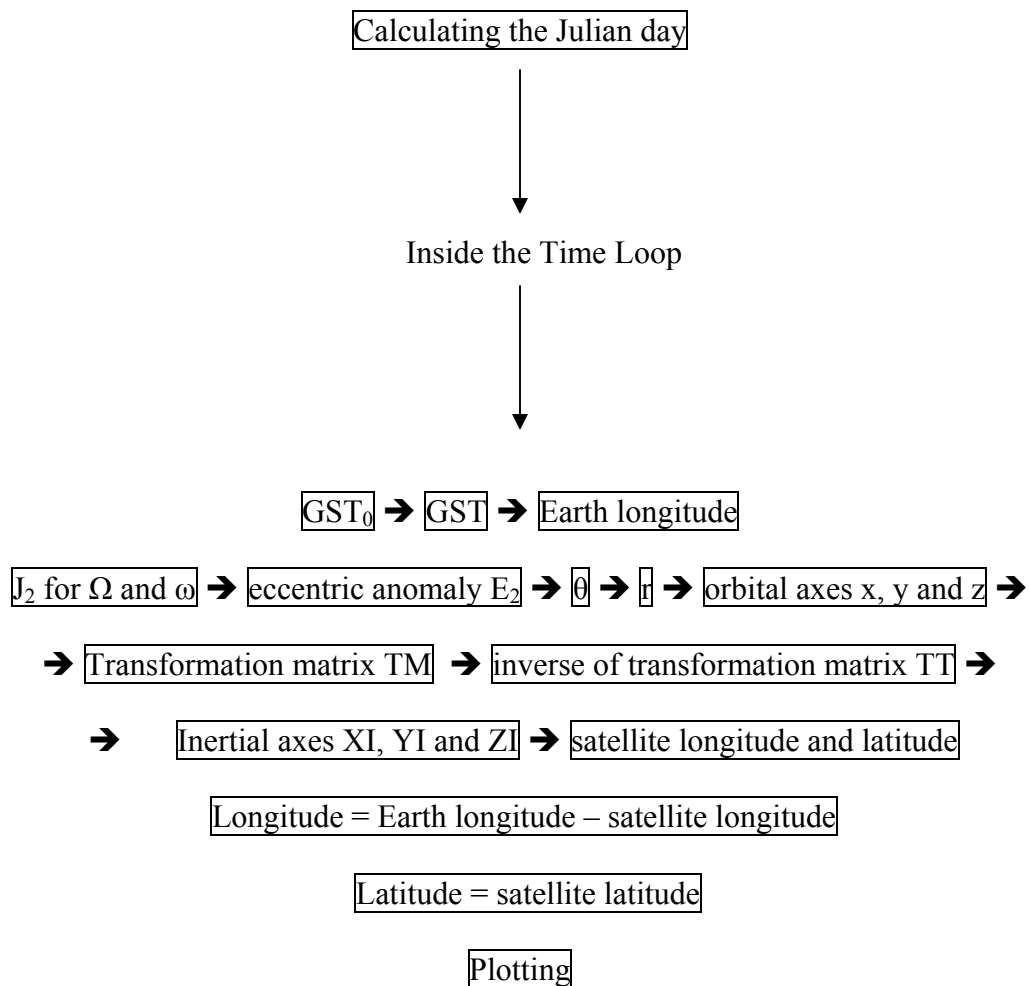 Calculating the Julian day
Inside the Time Loop
GST₀ ➔ GST ➔ Earth longitude
J₂ for Ω and ω ➔ eccentric anomaly E₂ ➔ θ ➔ r ➔ orbital axes x, y and z ➔
➔ Transformation matrix TM ➔ inverse of transformation matrix TT ➔
➔ Inertial axes XI, YI and ZI ➔ satellite longitude and latitude
Longitude = Earth longitude – satellite longitude
Latitude = satellite latitude
Plotting